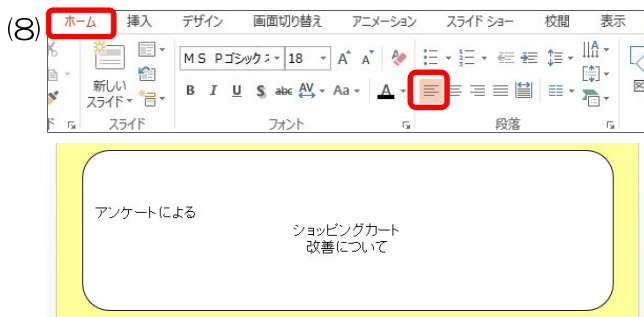 (8)
ホーム 挿入 デザイン 画面切り替え アニメーション スライド ショー 校閲 表示
ＭＳ Ｐゴシック 18 A A
新しい
スライド
B I U S abc AV Aa A
スライド フォント 段落
アンケートによる
ショッピングカート
改善について